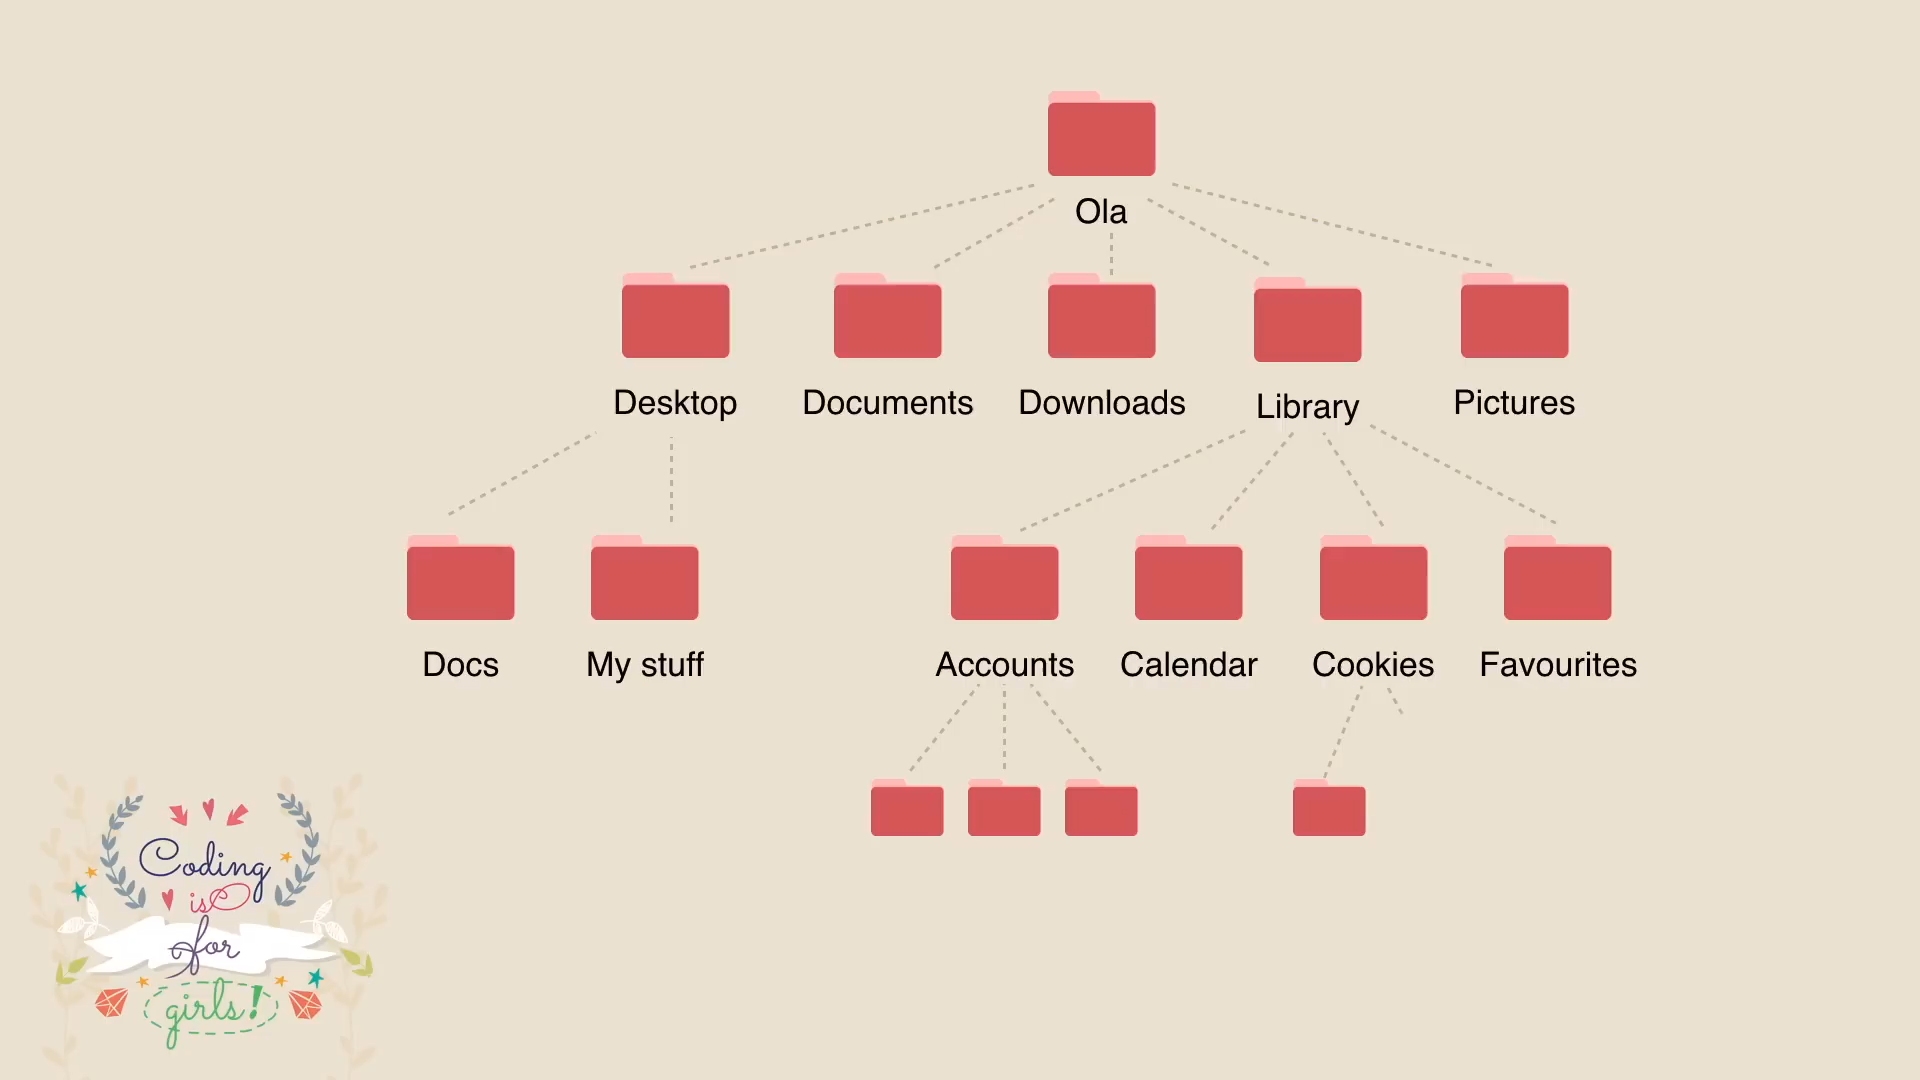 Ola
Desktop
Documents
Downloads
Library
Pictures
Docs
My stuff
Accounts
Calendar
Cookies
Favourites
Coding
is
for
girls!